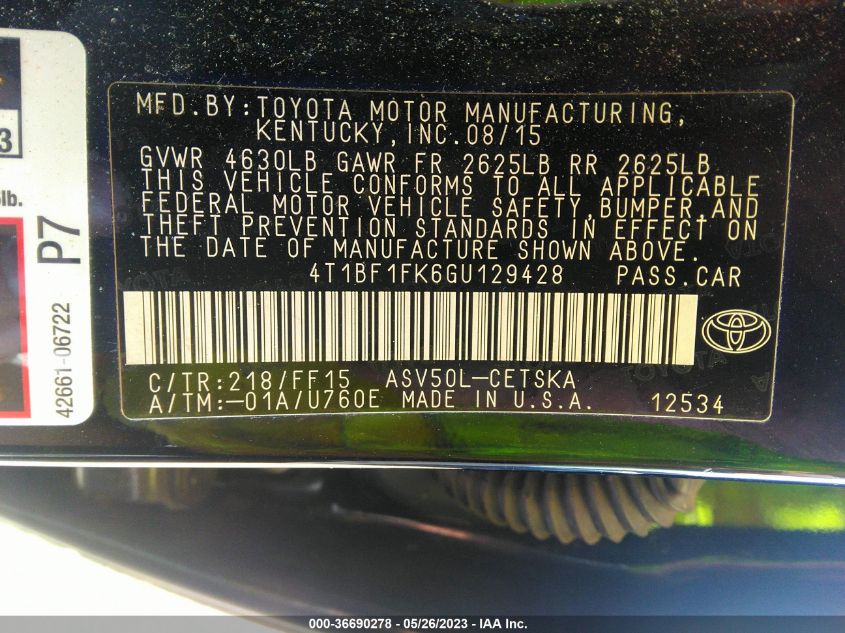 MFD.BY:TOYOTA MOTOR MANUFACTURING,
KENTUCKY,INC.08/15
GVWR 4630LB GAWR FR 2625LB RR 2625LB
THIS VEHICLE CONFORMS TO ALL APPLICABLE
FEDERAL MOTOR VEHICLE SAFETY,BUMPER,AND
THEFT PREVENTION STANDARDS IN EFFECT ON
THE DATE OF MANUFACTURE SHOWN ABOVE.
4T1BF1FK6GU129428 PASS.CAR
C/TR:218/FF15 ASV50L-CETSKA
A/TM:-01A/U760E MADE IN U.S.A. 12534
3
lb.
P7
42661-06722
TOYOTA
000-36690278 - 05/26/2023 - IAA Inc.